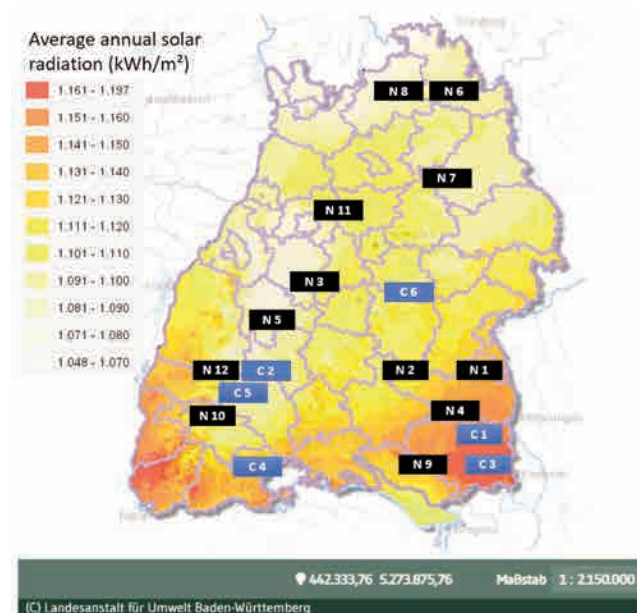 Average annual solar
radiation (kWh/m²)
1.161 - 1.197
1.151 - 1.160
1.141 - 1.150
1.131 - 1.140
1.121 - 1.130
1.111 - 1.120
1.101 - 1.110
1.091 - 1.100
1.081 - 1.090
1.071 - 1.080
1.048 - 1.070
N 8
N 6
N 7
N 11
N 3
C 6
N 5
N 12
C 2
N 2
N 1
C 5
N 10
N 4
C 1
C 4
N 9
C 3
442.333,76 5.273.875,76
Maßstab 1 : 2.150.000
(C) Landesanstalt für Umwelt Baden-Württemberg